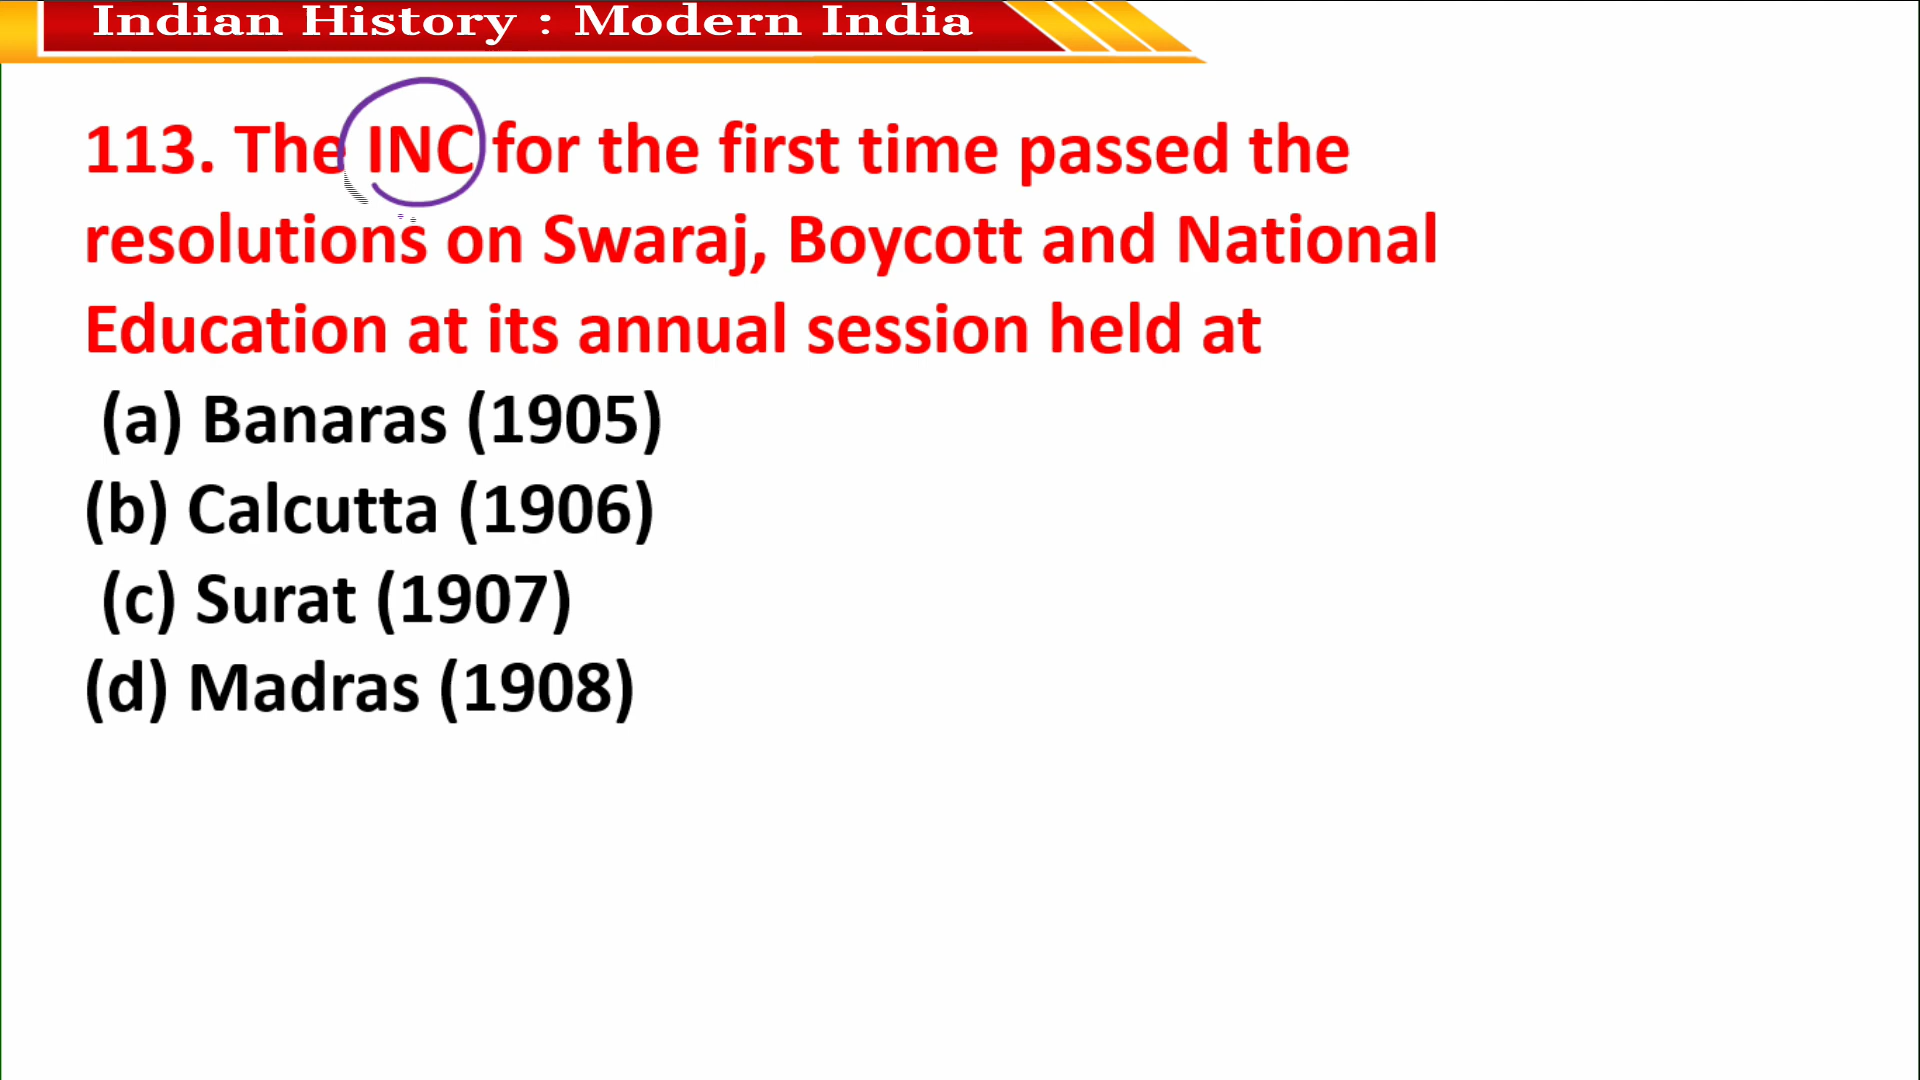 Indian History : Modern India
113. The INC for the first time passed the
resolutions on Swaraj, Boycott and National
Education at its annual session held at
(a) Banaras (1905)
(b) Calcutta (1906)
(c) Surat (1907)
(d) Madras (1908)